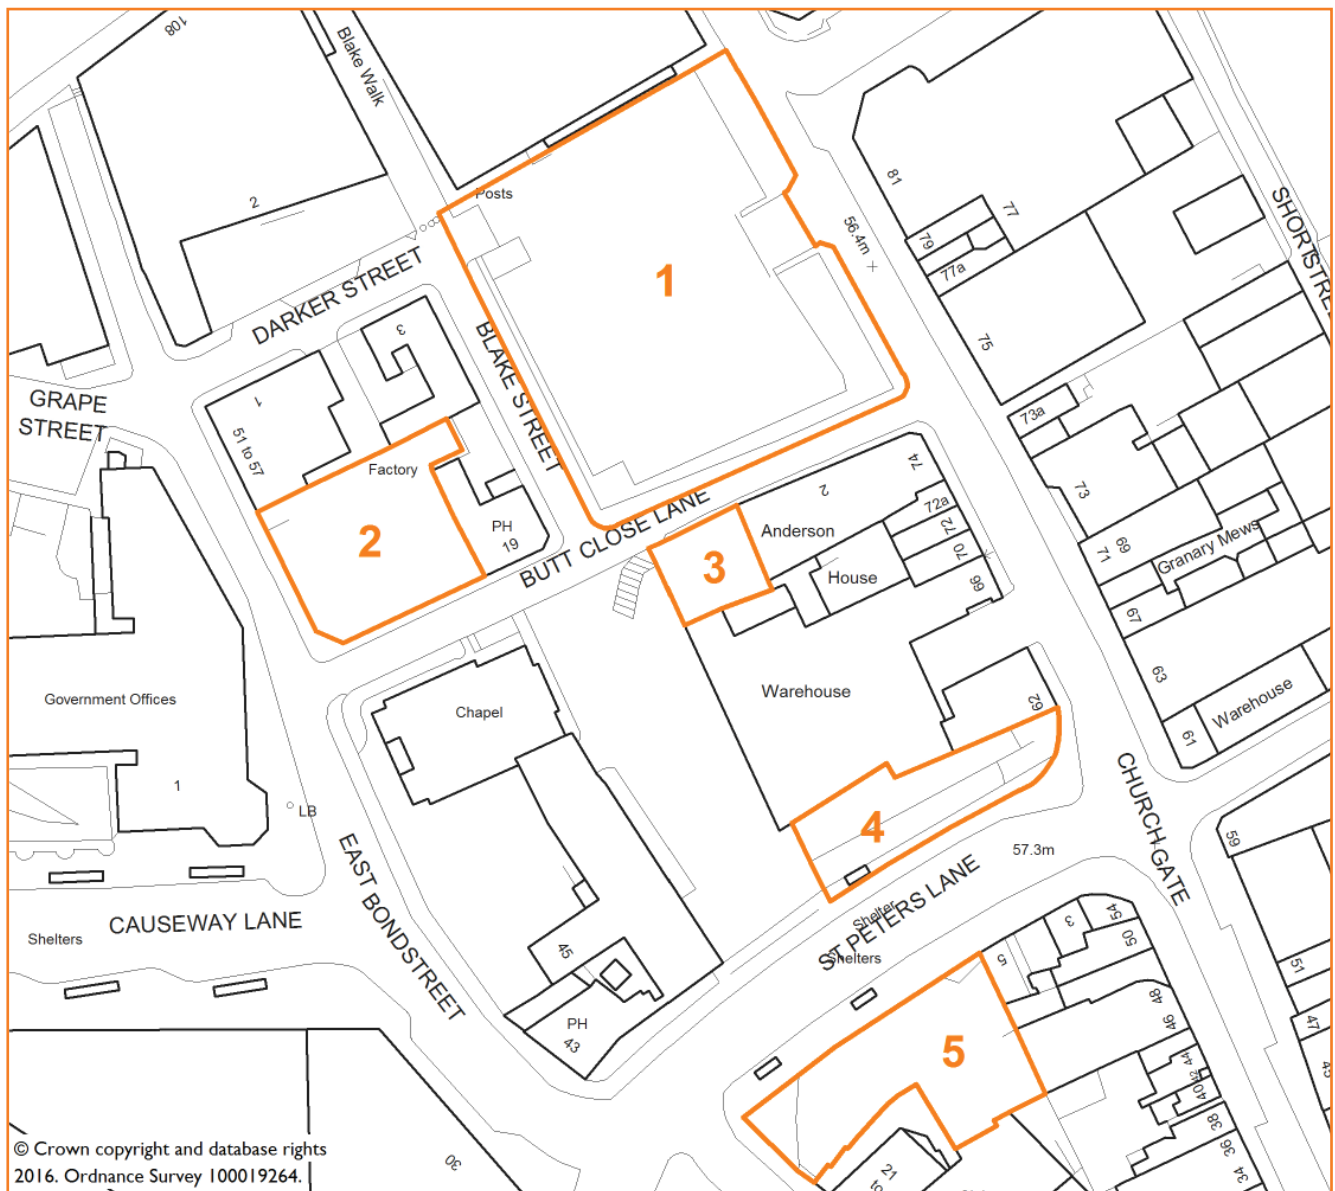 108
Blake Walk
2
Posts
DARKER STREET
1
56.4m
81
77
79
77a
SHORT STREET
75
3
1
51 to 57
BLAKE STREET
GRAPE
STREET
73a
73
Factory
2
PH
19
BUTT CLOSE LANE
2
74
Anderson
House
72a
72
70
66
3
71
69
Granary Mews
67
63
Warehouse
61
Government Offices
1
Chapel
Warehouse
62
LB
4
CHURCH GATE
57.3m
59
EAST BONDSTREET
CAUSEWAY LANE
Shelters
Shelter
ST PETERS LANE
Shelters
45
PH
43
5
3
54
50
48
46
44
42
40
38
36
34
51
47
45
5
21
to
30
© Crown copyright and database rights
2016. Ordnance Survey 100019264.